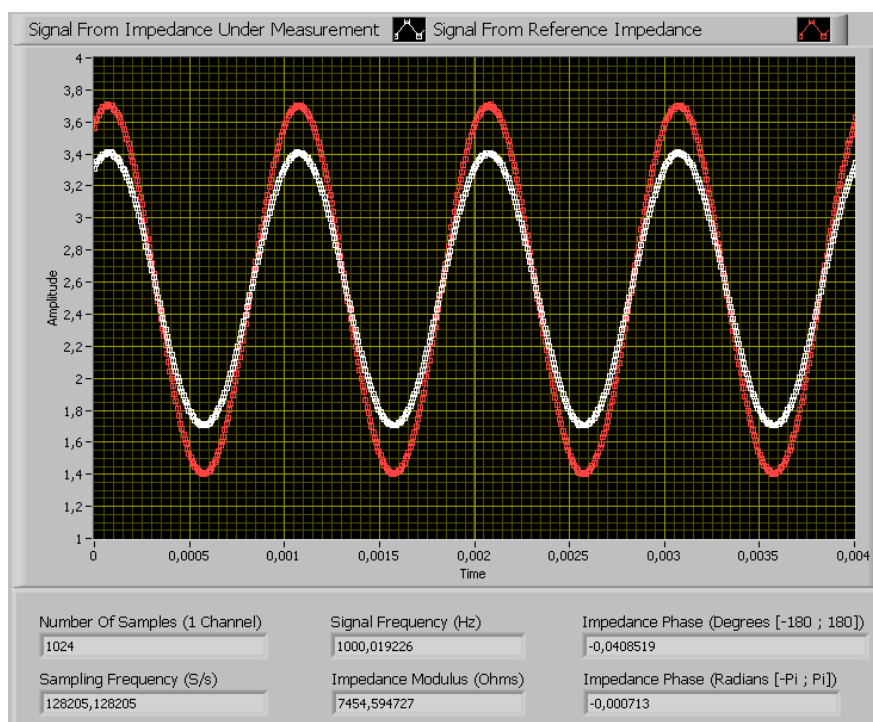 Signal From Impedance Under Measurement Signal From Reference Impedance
4
3,8
3,6
3,4
3,2
3
2,8
2,6
2,4
2,2
2
1,8
1,6
1,4
1,2
1
Amplitude
0 0,0005 0,001 0,0015 0,002 0,0025 0,003 0,0035 0,004
Time
Number Of Samples (1 Channel) Signal Frequency (Hz) Impedance Phase (Degrees [-180 ; 180])
1024 1000,019226 -0,0408519
Sampling Frequency (S/s) Impedance Modulus (Ohms) Impedance Phase (Radians [-Pi ; Pi])
128205,128205 7454,594727 -0,000713